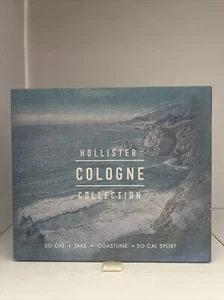 HOLLISTER
COLOGNE
COLLECTION
SO CAL • JAKE • COASTLINE • SO CAL SPORT